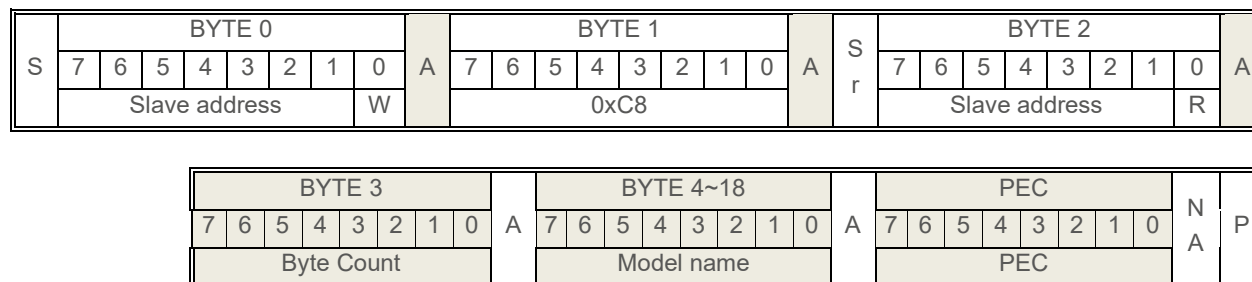 BYTE 0 BYTE 1 BYTE 2
S 7 6 5 4 3 2 1 0 A 7 6 5 4 3 2 1 0 A Sr 7 6 5 4 3 2 1 0 A
Slave address W 0xC8 Slave address R
BYTE 3 BYTE 4~18 PEC
7 6 5 4 3 2 1 0 A 7 6 5 4 3 2 1 0 A 7 6 5 4 3 2 1 0 NA P
Byte Count Model name PEC